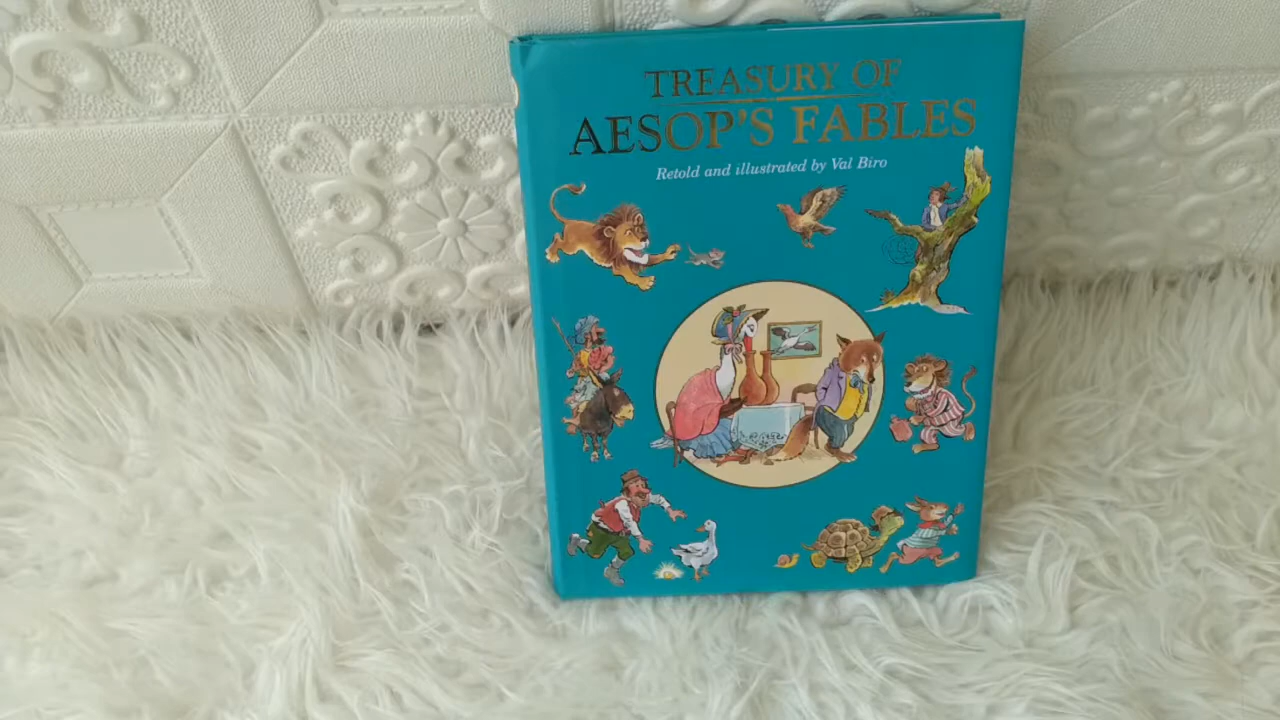 TREASURY OF
AESOP'S FABLES
Retold and illustrated by Val Biro